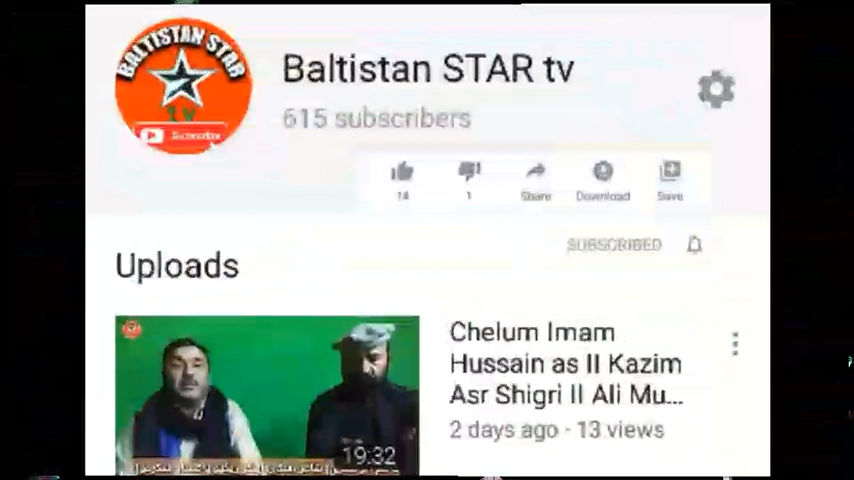 BALTISTAN STAR
tv
Subscribe
Baltistan STAR tv
615 subscribers
14
1
Share
Download
Save
SUBSCRIBED
Uploads
Chelum Imam
Hussain as II Kazim
Asr Shigri II Ali Mu...
2 days ago · 13 views
19:32